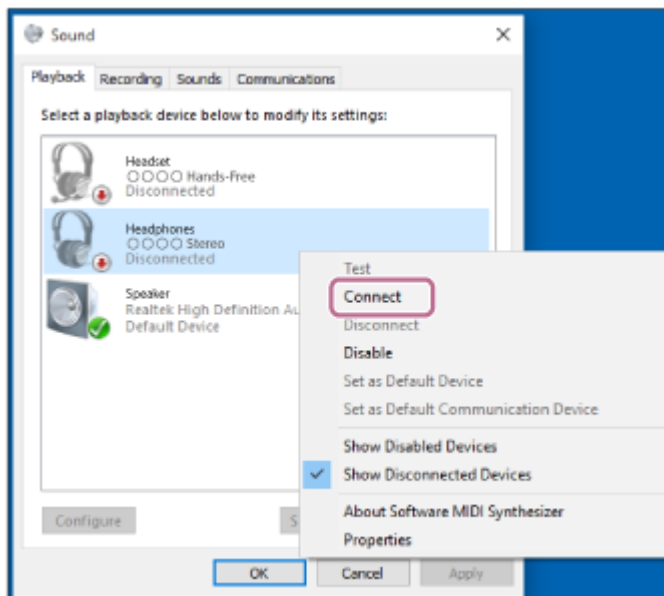 Sound
Playback Recording Sounds Communications
Select a playback device below to modify its settings:
Headset
○○○○ Hands-Free
Disconnected
Headphones
○○○○ Stereo
Disconnected
Speaker
Realtek High Definition Au
Default Device
Test
Connect
Disconnect
Disable
Set as Default Device
Set as Default Communication Device
Show Disabled Devices
Show Disconnected Devices
About Software MIDI Synthesizer
Properties
Configure S
OK Cancel Apply